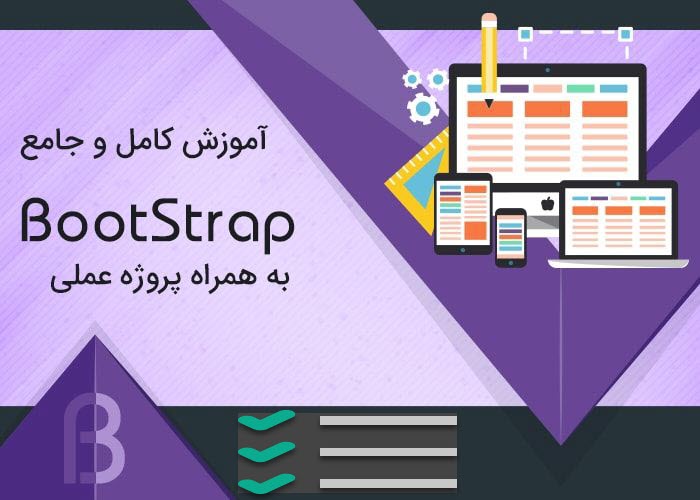 آموزش کامل و جامع
BootStrap
به همراه پروژه عملی
B